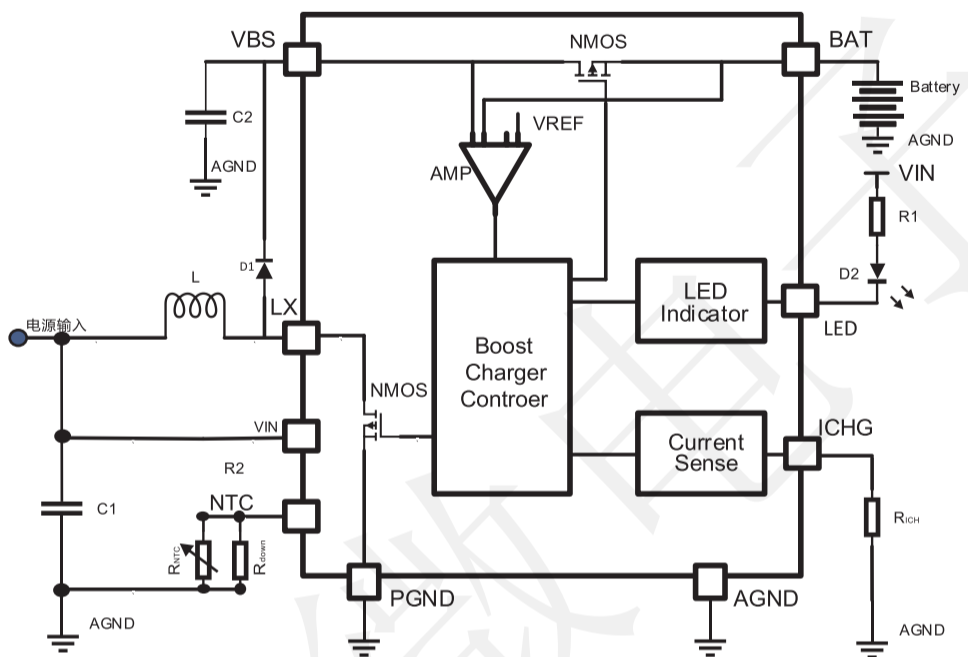 VBS
NMOS
BAT
C2
Battery
VREF
AGND
AGND
AMP
VIN
R1
D1
D2
L
LX
LED
Indicator
LED
电源输入
Boost
Charger
Controer
NMOS
ICHG
VIN
Current
Sense
R2
NTC
C1
RNTC
Rdown
RICH
PGND
AGND
AGND
AGND